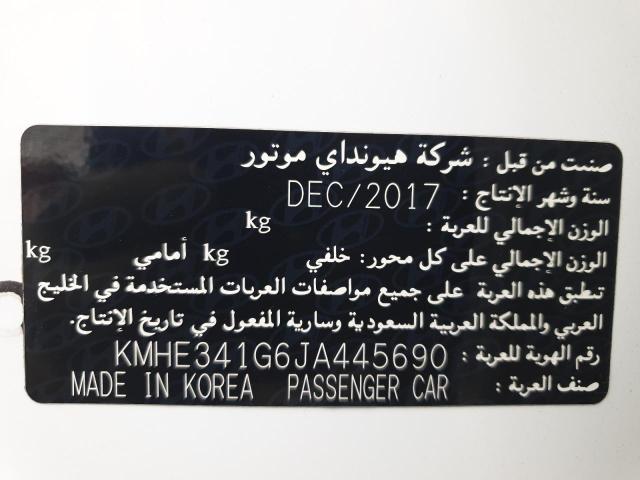 صنعت من قبل : شركة هيونداي موتور
سنة وشهر الانتاج : DEC/2017
الوزن الإجمالي للعربة : kg
الوزن الإجمالي على كل محور: خلفي kg أمامي kg
تنطبق هذه العربة على جميع مواصفات العربات المستخدمة في الخليج
العربي والمملكة العربية السعودية وسارية المفعول في تاريخ الإنتاج.
رقم الهوية للعربة : KMHE341G6JA445690
صنف العربة : MADE IN KOREA PASSENGER CAR